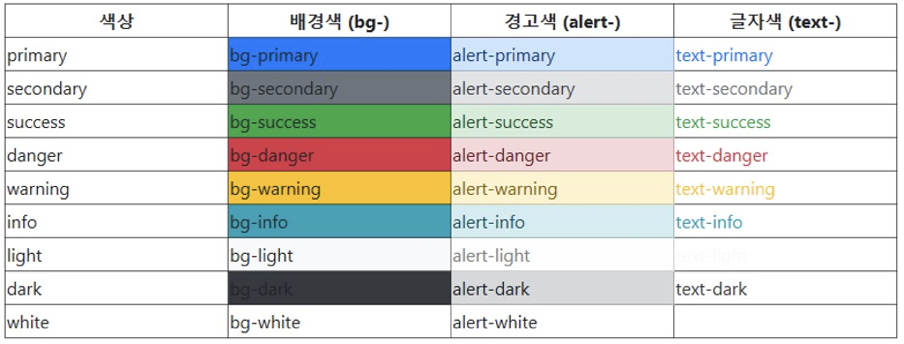 색상 배경색 (bg-) 경고색 (alert-) 글자색 (text-)
primary bg-primary alert-primary text-primary
secondary bg-secondary alert-secondary text-secondary
success bg-success alert-success text-success
danger bg-danger alert-danger text-danger
warning bg-warning alert-warning text-warning
info bg-info alert-info text-info
light bg-light alert-light text-light
dark bg-dark alert-dark text-dark
white bg-white alert-white